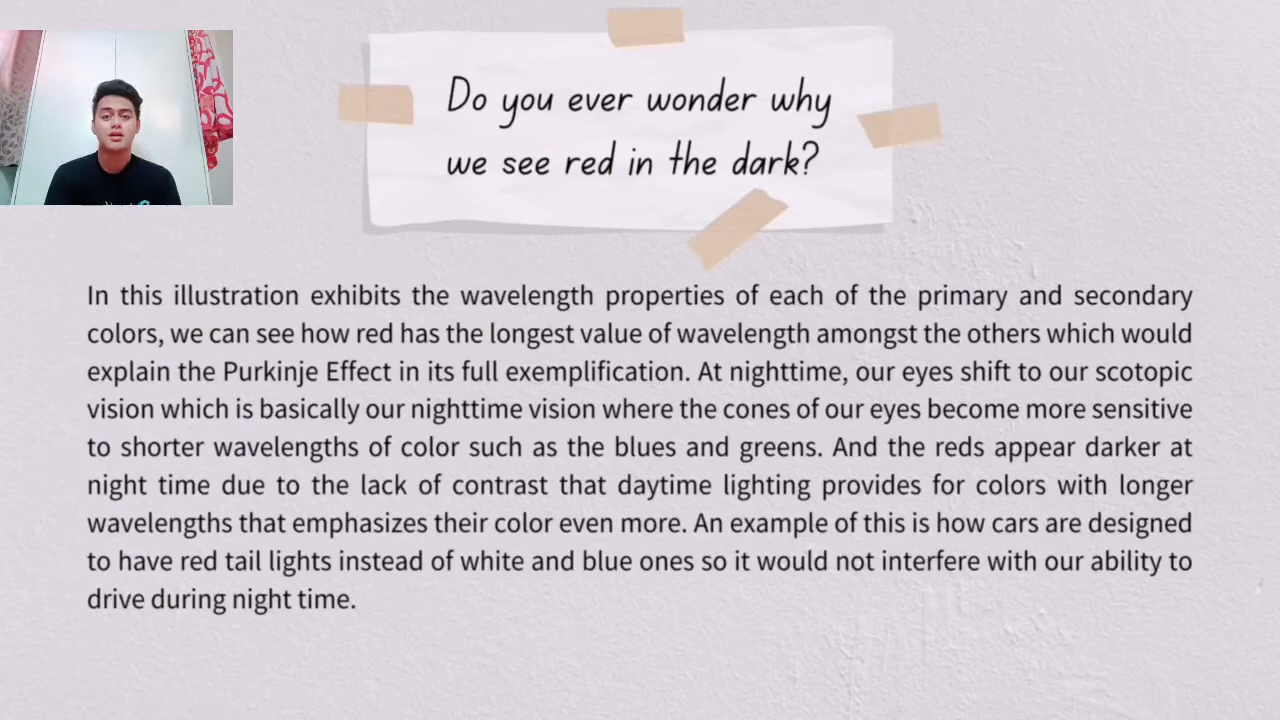 Do you ever wonder why
we see red in the dark?
In this illustration exhibits the wavelength properties of each of the primary and secondary
colors, we can see how red has the longest value of wavelength amongst the others which would
explain the Purkinje Effect in its full exemplification. At nighttime, our eyes shift to our scotopic
vision which is basically our nighttime vision where the cones of our eyes become more sensitive
to shorter wavelengths of color such as the blues and greens. And the reds appear darker at
night time due to the lack of contrast that daytime lighting provides for colors with longer
wavelengths that emphasizes their color even more. An example of this is how cars are designed
to have red tail lights instead of white and blue ones so it would not interfere with our ability to
drive during night time.